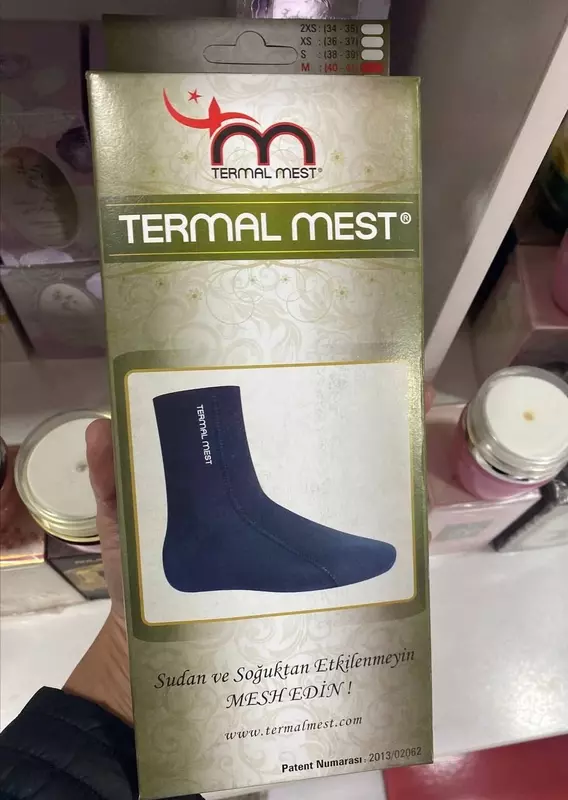 2XS : (34 - 35)
XS : (36 - 37)
S : (38 - 39)
M : (40 -
TERMAL MEST®
TERMAL MEST®
TERMAL MEST
Sudan ve Soğuktan Etkilenmeyin
MESH EDİN !
www.termalmest.com
Patent Numarası : 2013/02062